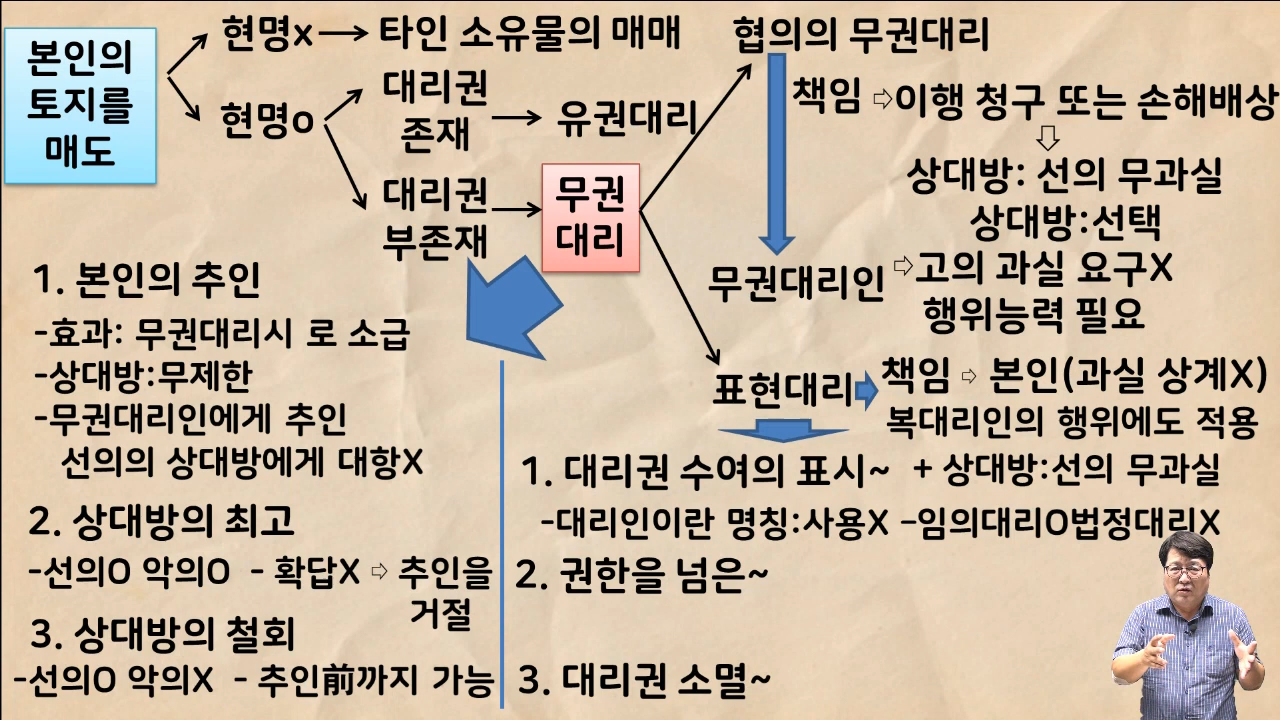 본인의
토지를
매도
현명x
타인 소유물의 매매
현명o
대리권
존재
유권대리
대리권
부존재
무권
대리
협의의 무권대리
책임 ⇨이행 청구 또는 손해배상
상대방: 선의 무과실
상대방:선택
무권대리인
⇨고의 과실 요구X
행위능력 필요
표현대리
책임 ⇨ 본인(과실 상계X)
복대리인의 행위에도 적용
1. 본인의 추인
-효과: 무권대리시 로 소급
-상대방:무제한
-무권대리인에게 추인
선의의 상대방에게 대항X
2. 상대방의 최고
-선의O 악의O - 확답X ⇨ 추인을
거절
3. 상대방의 철회
-선의O 악의X - 추인前까지 가능
1. 대리권 수여의 표시~ + 상대방:선의 무과실
-대리인이란 명칭:사용X -임의대리O법정대리X
2. 권한을 넘은~
3. 대리권 소멸~